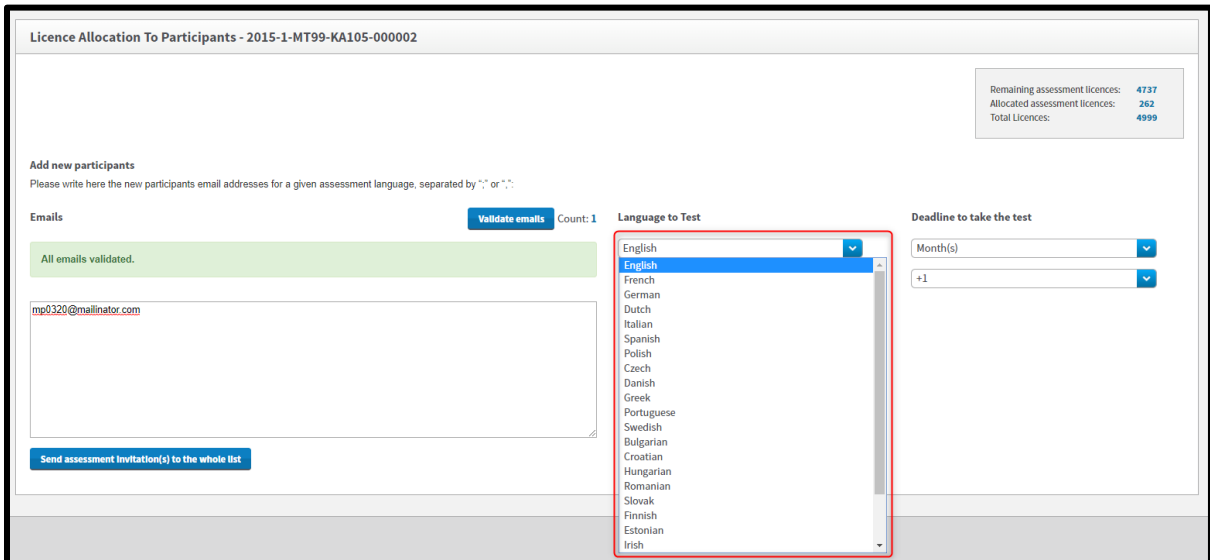 Licence Allocation To Participants - 2015-1-MT99-KA105-000002
Remaining assessment licences: 4737
Allocated assessment licences: 262
Total Licences: 4999
Add new participants
Please write here the new participants email addresses for a given assessment language, separated by ";" or ",":
Emails
Validate emails Count: 1
All emails validated.
mp0320@mailinator.com
Send assessment invitation(s) to the whole list
Language to Test
English
English
French
German
Dutch
Italian
Spanish
Polish
Czech
Danish
Greek
Portuguese
Swedish
Bulgarian
Croatian
Hungarian
Romanian
Slovak
Finnish
Estonian
Irish
Deadline to take the test
Month(s)
+1